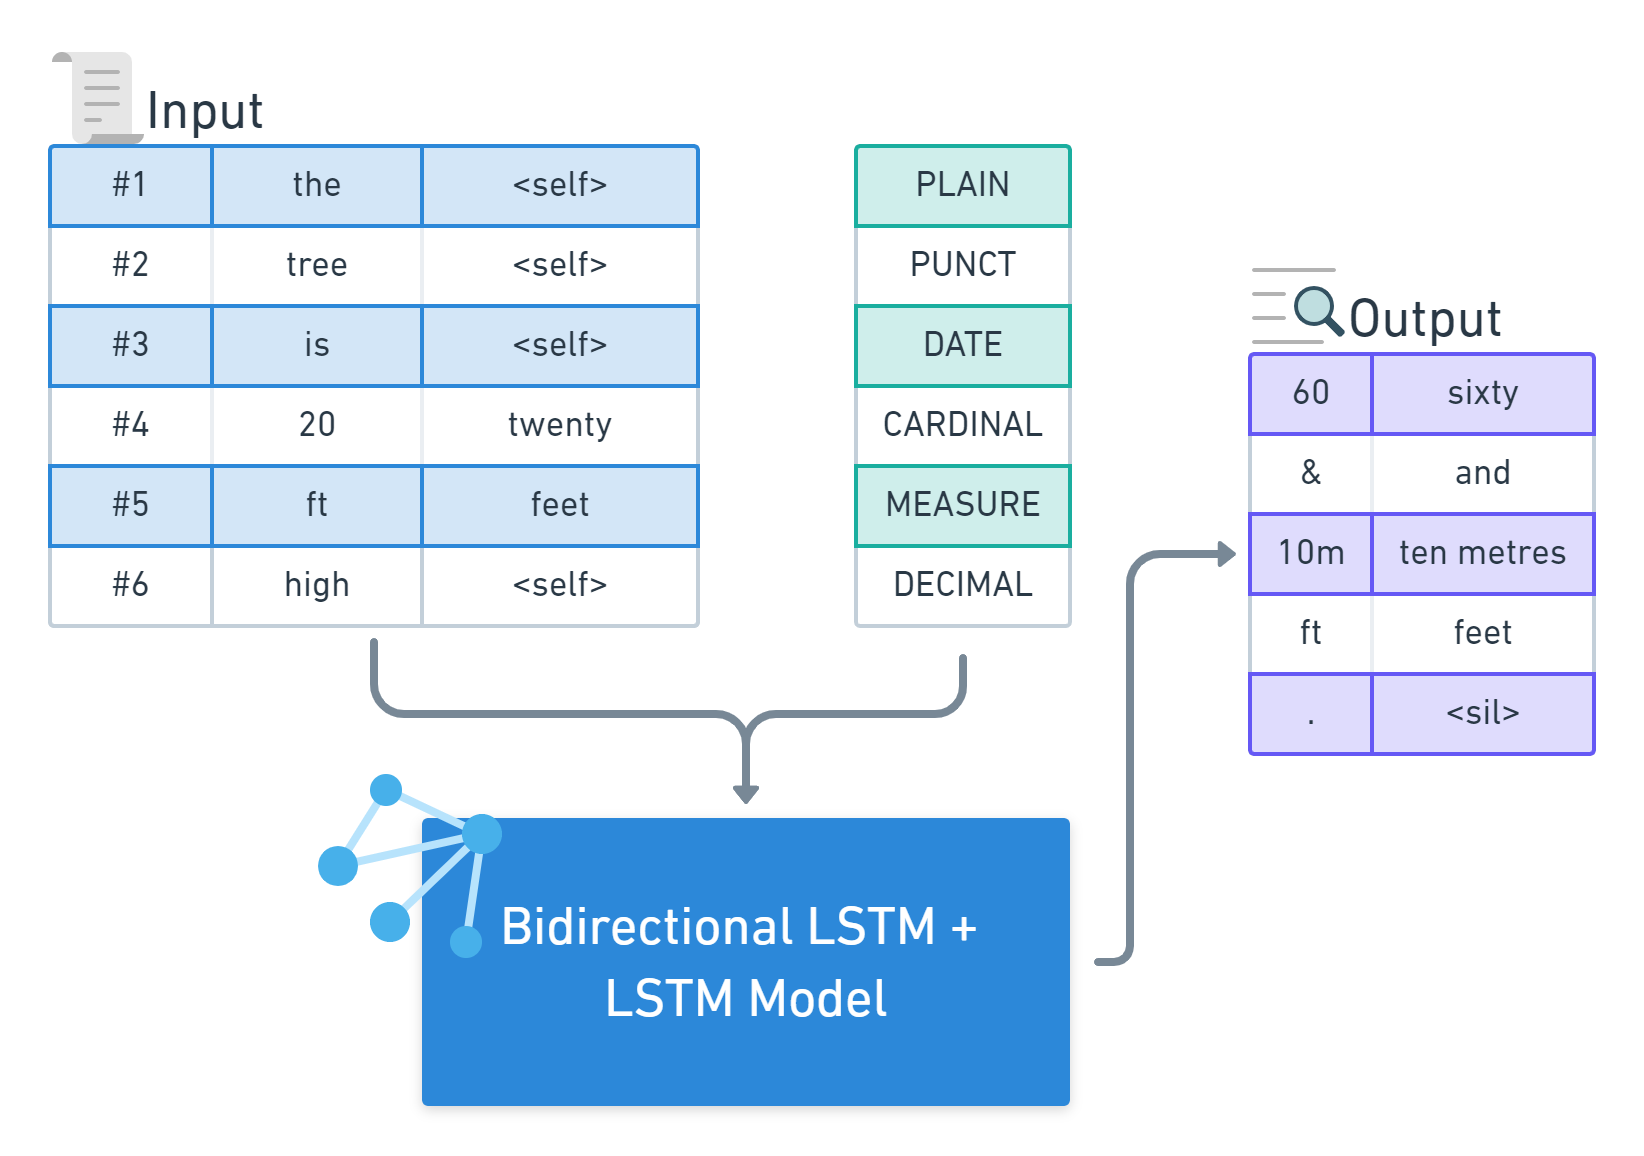 Input
#1 the <self>
#2 tree <self>
#3 is <self>
#4 20 twenty
#5 ft feet
#6 high <self>
PLAIN
PUNCT
DATE
CARDINAL
MEASURE
DECIMAL
Output
60 sixty
& and
10m ten metres
ft feet
. <sil>
Bidirectional LSTM +
LSTM Model